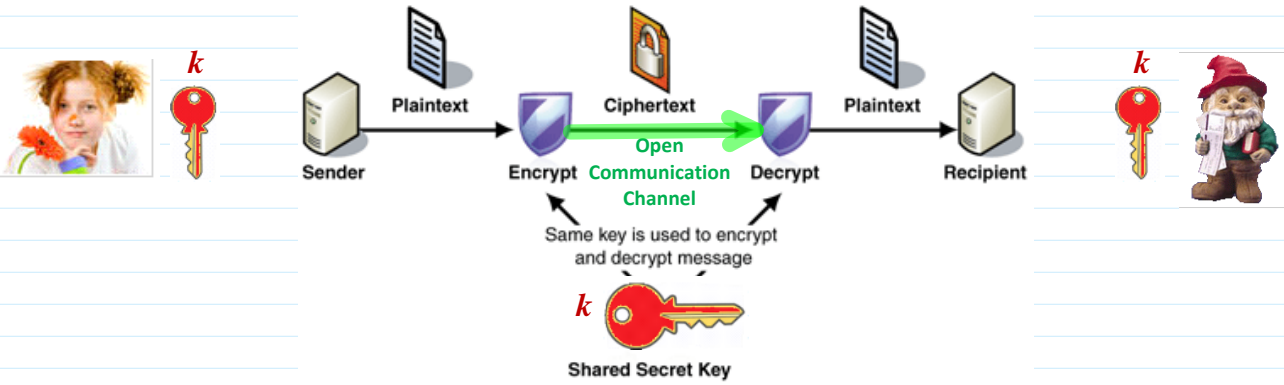 k
k
Plaintext
Ciphertext
Plaintext
Sender
Encrypt
Open
Communication
Channel
Decrypt
Recipient
Same key is used to encrypt
and decrypt message
k
Shared Secret Key